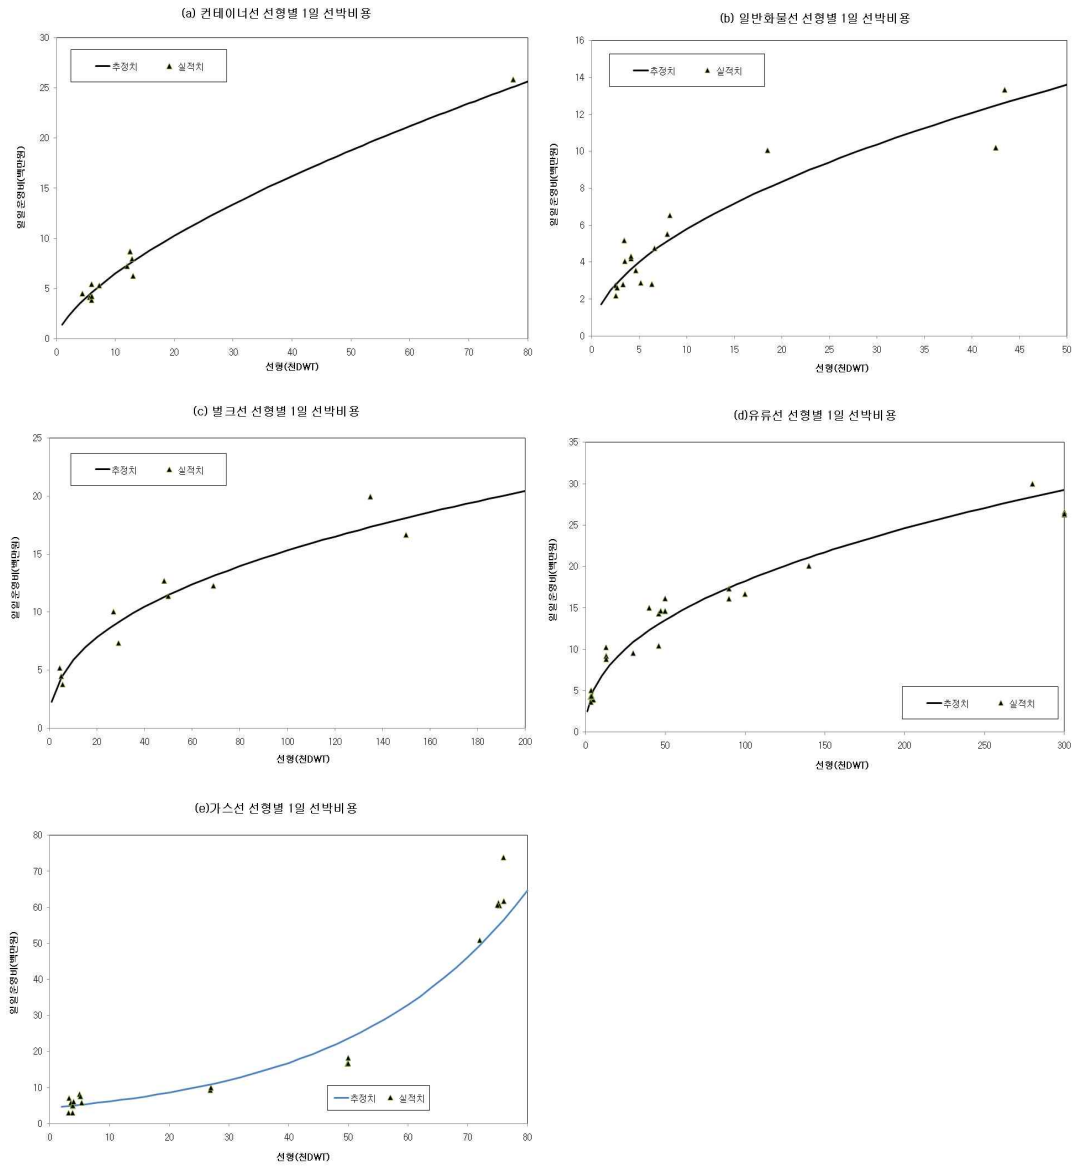 (a) 컨테이너선 선형별 1일 선박비용
30
25
20
15
10
5
0
일일운영비(백만원)
추정치 실적치
0 10 20 30 40 50 60 70 80
선형(천DWT)
(b) 일반화물선 선형별 1일 선박비용
16
14
12
10
8
6
4
2
0
일일운영비(백만원)
추정치 실적치
0 5 10 15 20 25 30 35 40 45 50
선형(천DWT)
(c) 벌크선 선형별 1일 선박비용
25
20
15
10
5
0
일일운영비(백만원)
추정치 실적치
0 20 40 60 80 100 120 140 160 180 200
선형(천DWT)
(d)유류선 선형별 1일 선박비용
35
30
25
20
15
10
5
0
일일운영비(백만원)
추정치 실적치
0 50 100 150 200 250 300
선형(천DWT)
(e)가스선 선형별 1일 선박비용
80
70
60
50
40
30
20
10
0
일일운영비(백만원)
추정치 실적치
0 10 20 30 40 50 60 70 80
선형(천DWT)